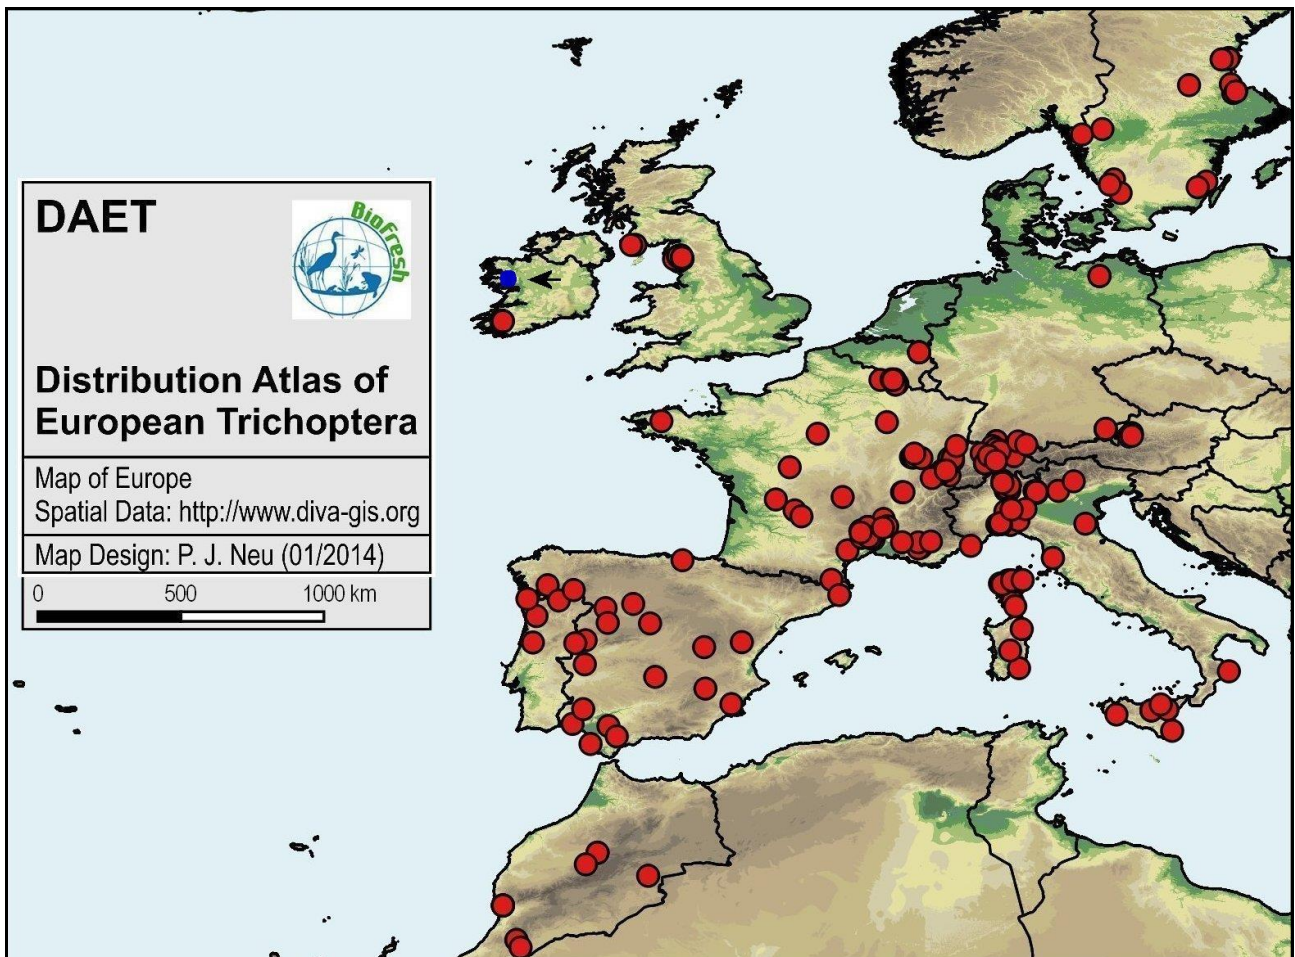 DAET
BioFresh
Distribution Atlas of
European Trichoptera
Map of Europe
Spatial Data: http://www.diva-gis.org
Map Design: P. J. Neu (01/2014)
0 500 1000 km